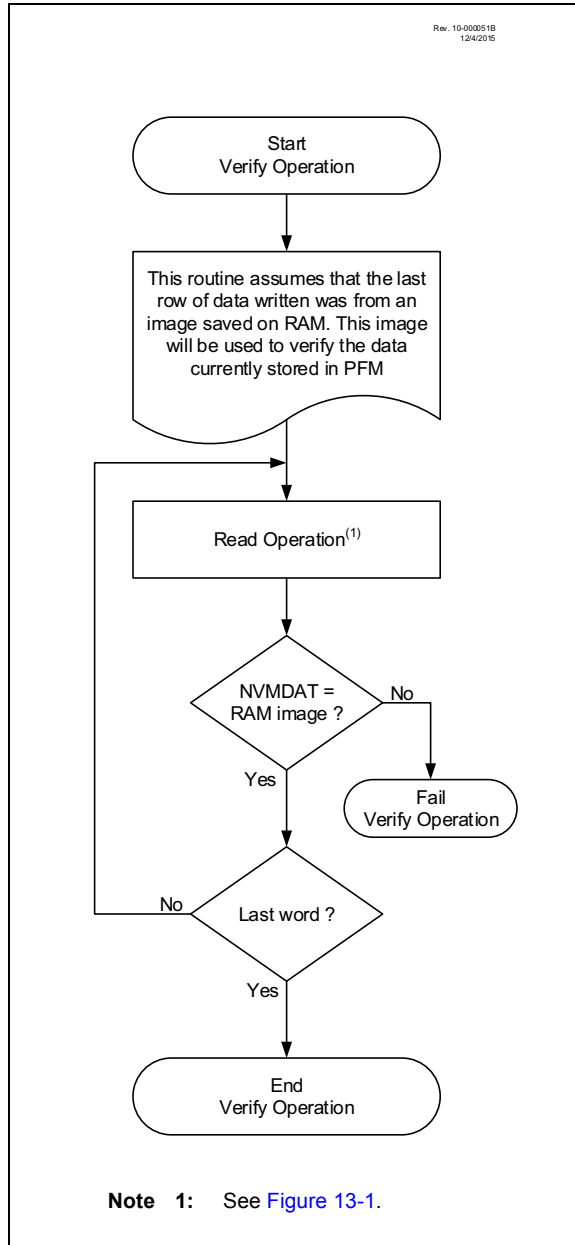 Rev. 10-000051B
12/4/2015
Start
Verify Operation
This routine assumes that the last
row of data written was from an
image saved on RAM. This image
will be used to verify the data
currently stored in PFM
Read Operation(1)
NVMDAT =
RAM image ?
No
Yes
Fail
Verify Operation
Last word ?
No
Yes
End
Verify Operation
Note 1: See Figure 13-1.